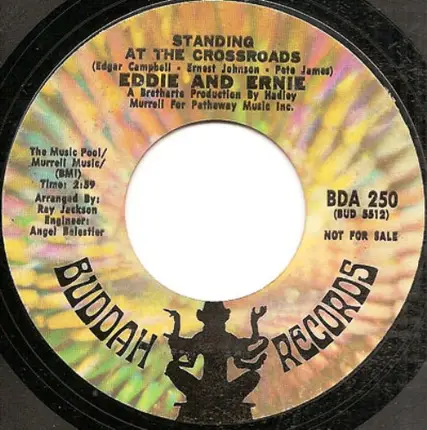 STANDING
AT THE CROSSROADS
(Edgar Campbell - Ernest Johnson - Pete James)
EDDIE AND ERNIE
A Bretharte Production By Hadley
Murrell For Pathaway Music Inc.
The Music Pool/
Murrell Music/
(BMI)
Time: 2:59
Arranged By:
Ray Jackson
Engineer:
Angel Balestier
BDA 250
(BUD 5512)
NOT FOR SALE
BUDDAH RECORDS